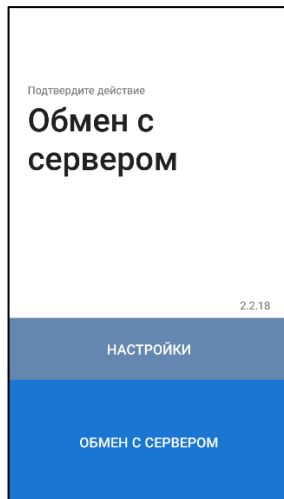 Подтвердите действие
Обмен с
сервером
2.2.18
НАСТРОЙКИ
ОБМЕН С СЕРВЕРОМ